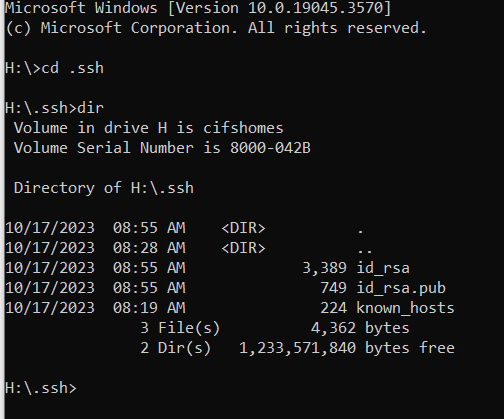 Microsoft Windows [Version 10.0.19045.3570]
(c) Microsoft Corporation. All rights reserved.
H:\>cd .ssh
H:\.ssh>dir
Volume in drive H is cifshomes
Volume Serial Number is 8000-042B
Directory of H:\.ssh
10/17/2023  08:55 AM    <DIR>          .
10/17/2023  08:28 AM    <DIR>          ..
10/17/2023  08:55 AM             3,389 id_rsa
10/17/2023  08:55 AM               749 id_rsa.pub
10/17/2023  08:19 AM               224 known_hosts
3 File(s)          4,362 bytes
2 Dir(s)   1,233,571,840 bytes free
H:\.ssh>